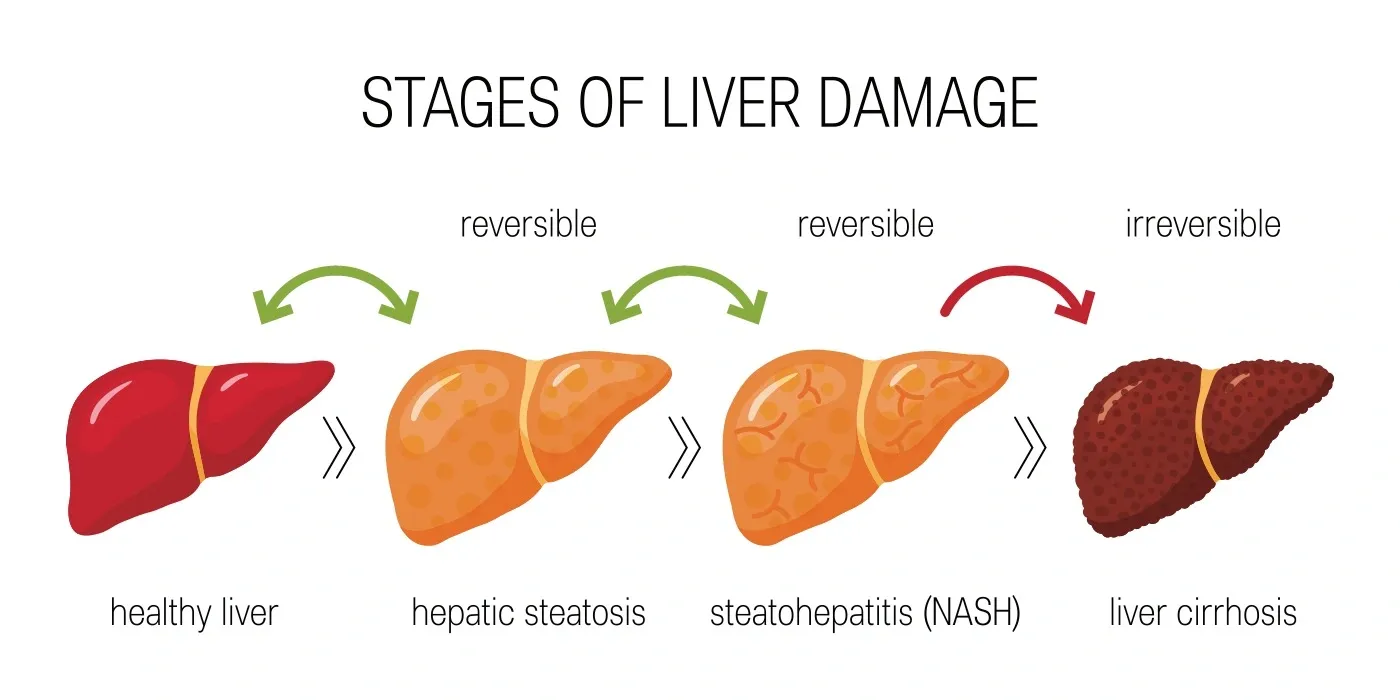 STAGES OF LIVER DAMAGE
reversible
reversible
irreversible
healthy liver
hepatic steatosis
steatohepatitis (NASH)
liver cirrhosis